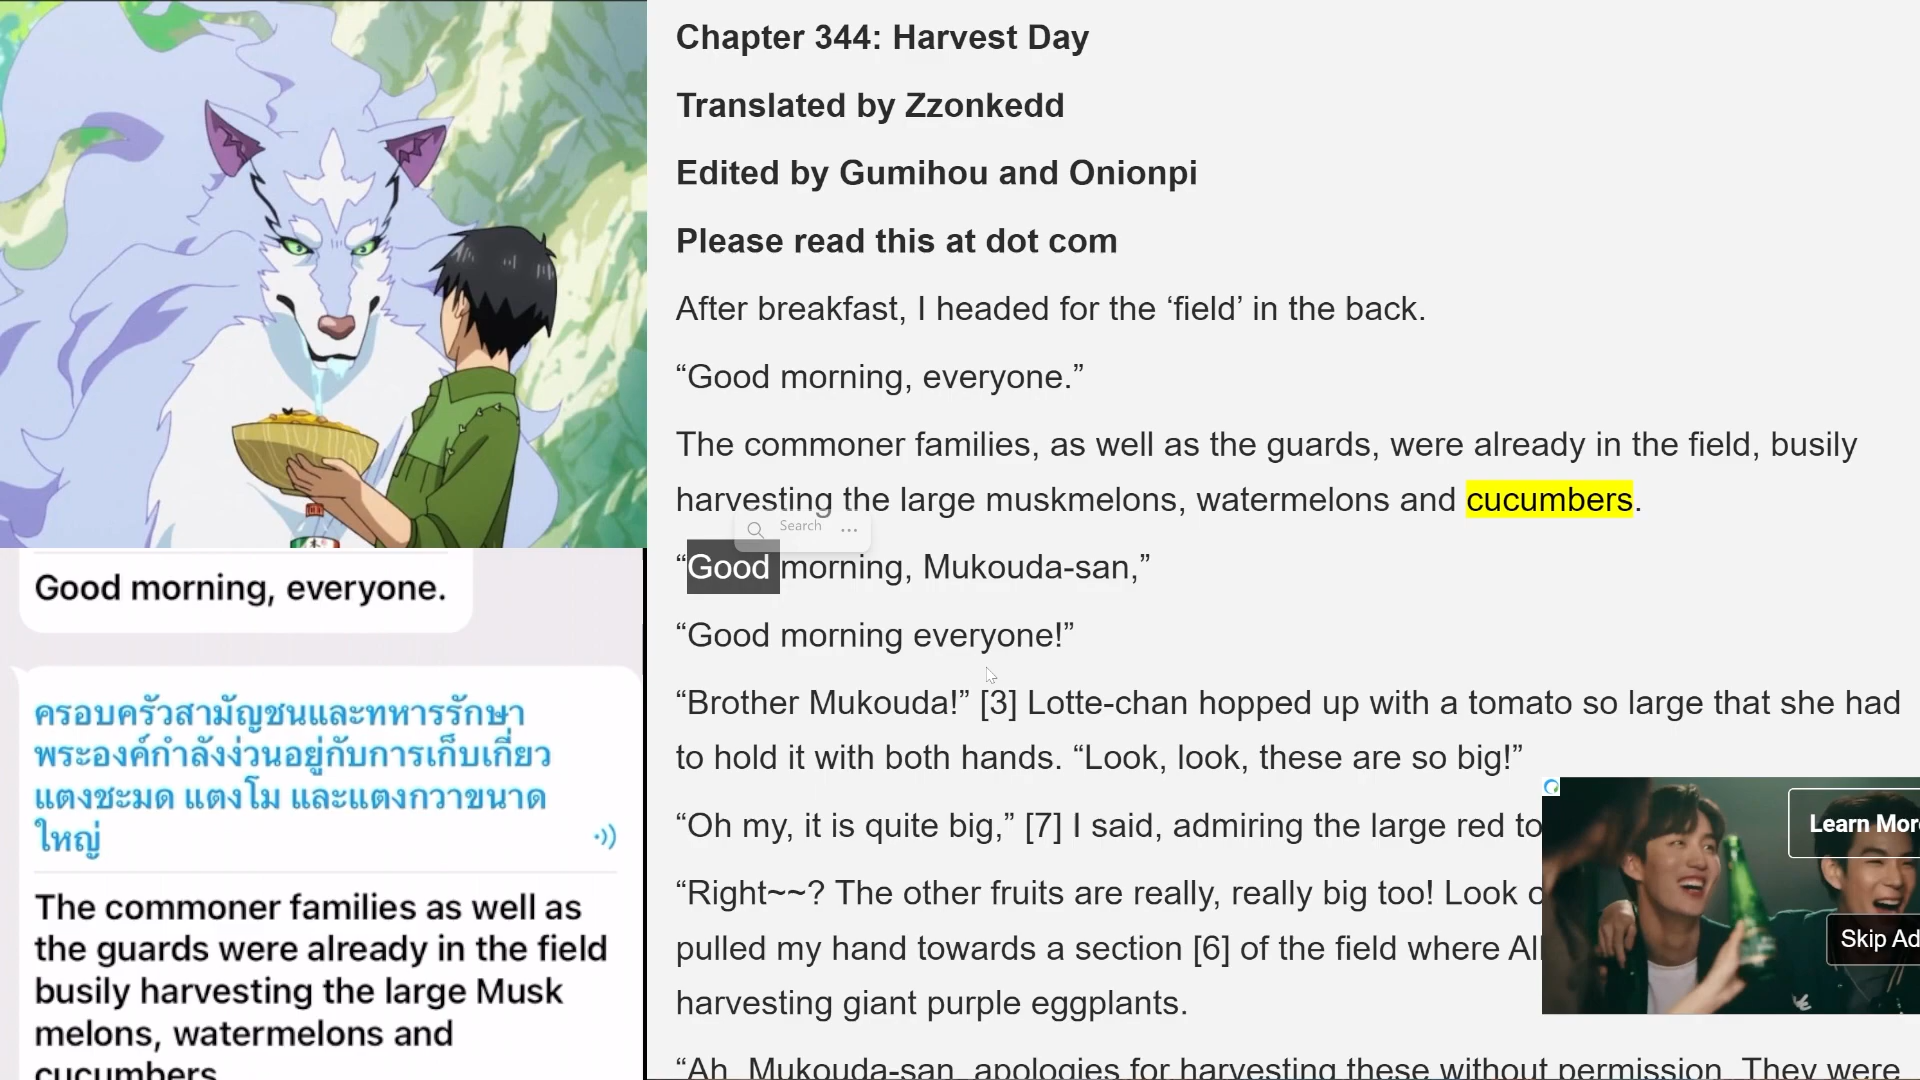 Chapter 344: Harvest Day
Translated by Zzonkedd
Edited by Gumihou and Onionpi
Please read this at dot com
After breakfast, I headed for the ‘field’ in the back.
“Good morning, everyone.”
The commoner families, as well as the guards, were already in the field, busily
harvesting the large muskmelons, watermelons and cucumbers.
Search ...
“Good morning, Mukouda-san,”
“Good morning everyone!”
“Brother Mukouda!” [3] Lotte-chan hopped up with a tomato so large that she had
to hold it with both hands. “Look, look, these are so big!”
“Oh my, it is quite big,” [7] I said, admiring the large red to
“Right~~? The other fruits are really, really big too! Look
pulled my hand towards a section [6] of the field where
harvesting giant purple eggplants.
“Ah, Mukouda-san, apologies for harvesting these without permission. They were
Good morning, everyone.
ครอบครัวสามัญชนและทหารรักษา
พระองค์กำลังง่วนอยู่กับการเก็บเกี่ยว
แตงชะมด แตงโม และแตงกวาขนาด
ใหญ่
The commoner families as well as
the guards were already in the field
busily harvesting the large Musk
melons, watermelons and
cucumbers
Learn More
Skip Ad